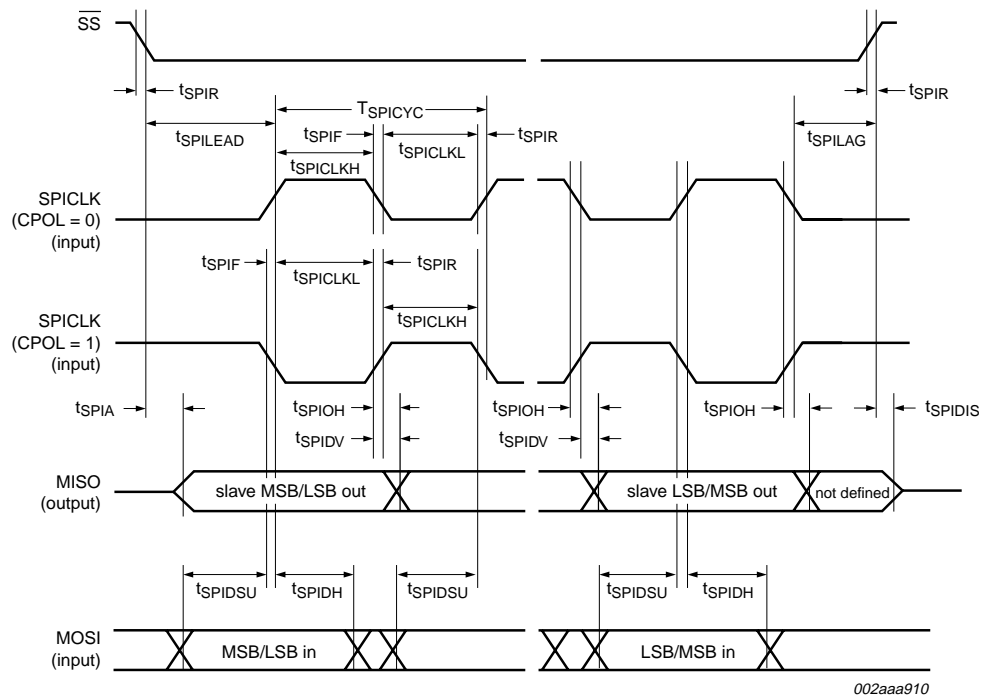 SS
tSPIR
tSPIR
TSPICYC
tSPILEAD
tSPIF
tSPICLKL
tSPIR
tSPILAG
tSPICLKH
SPICLK
(CPOL = 0)
(input)
tSPIF
tSPICLKL
tSPIR
tSPICLKH
SPICLK
(CPOL = 1)
(input)
tSPIA
tSPIOH
tSPIOH
tSPIOH
tSPIDIS
tSPIDV
tSPIDV
MISO
(output)
slave MSB/LSB out
slave LSB/MSB out
not defined
tSPIDSU
tSPIDH
tSPIDSU
tSPIDSU
tSPIDH
MOSI
(input)
MSB/LSB in
LSB/MSB in
002aaa910